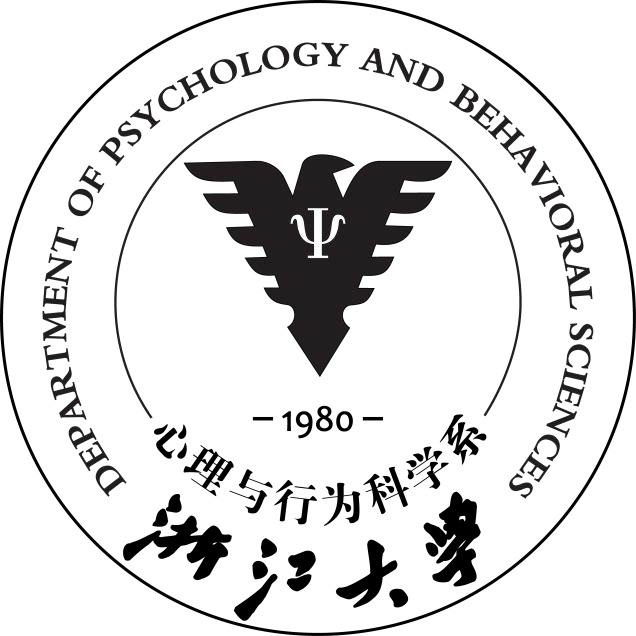 DEPARTMENT OF PSYCHOLOGY AND BEHAVIORAL SCIENCES
Ψ
1980
心理与行为科学系
浙江大学